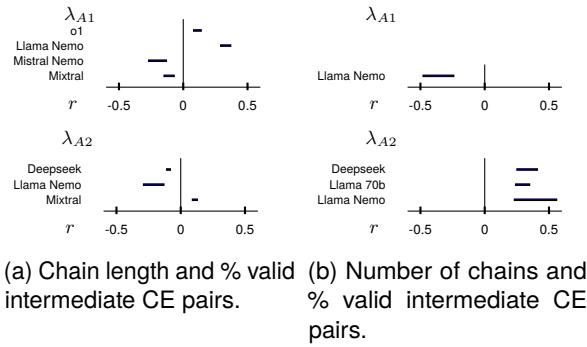 λA1
o1
Llama Nemo
Mistral Nemo
Mixtral
r -0.5 0 0.5
λA2
Deepseek
Llama Nemo
Mixtral
r -0.5 0 0.5
(a) Chain length and % valid
intermediate CE pairs.
λA1
Llama Nemo
r -0.5 0 0.5
λA2
Deepseek
Llama 70b
Llama Nemo
r -0.5 0 0.5
(b) Number of chains and
% valid intermediate CE
pairs.